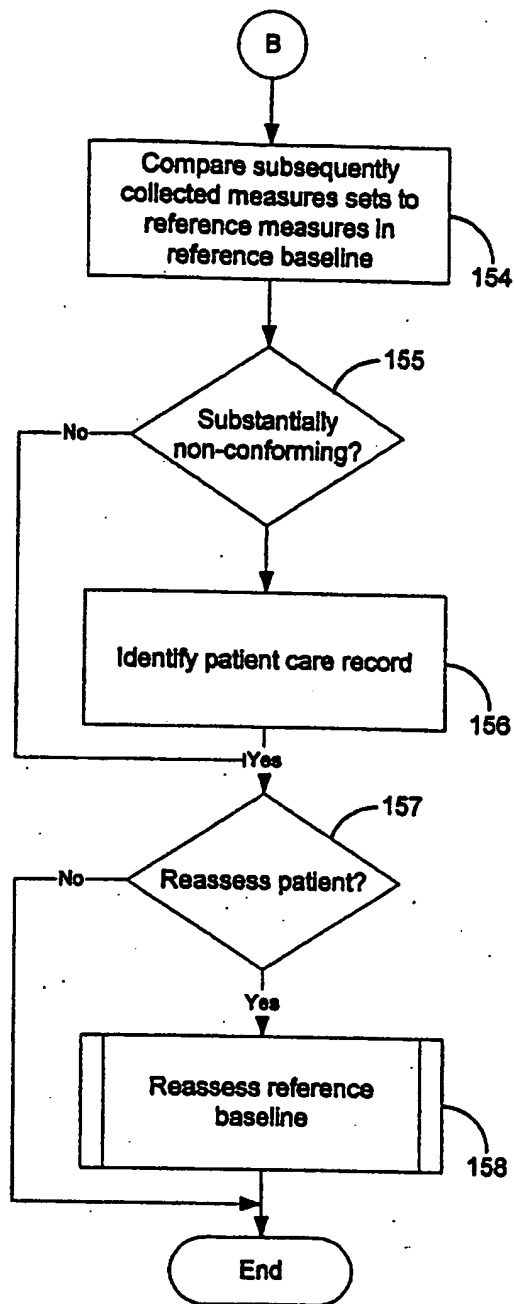 B
Compare subsequently
collected measures sets to
reference measures in
reference baseline
154
155
Substantially
non-conforming?
No
Identify patient care record
156
Yes
157
Reassess patient?
No
Yes
Reassess reference
baseline
158
End